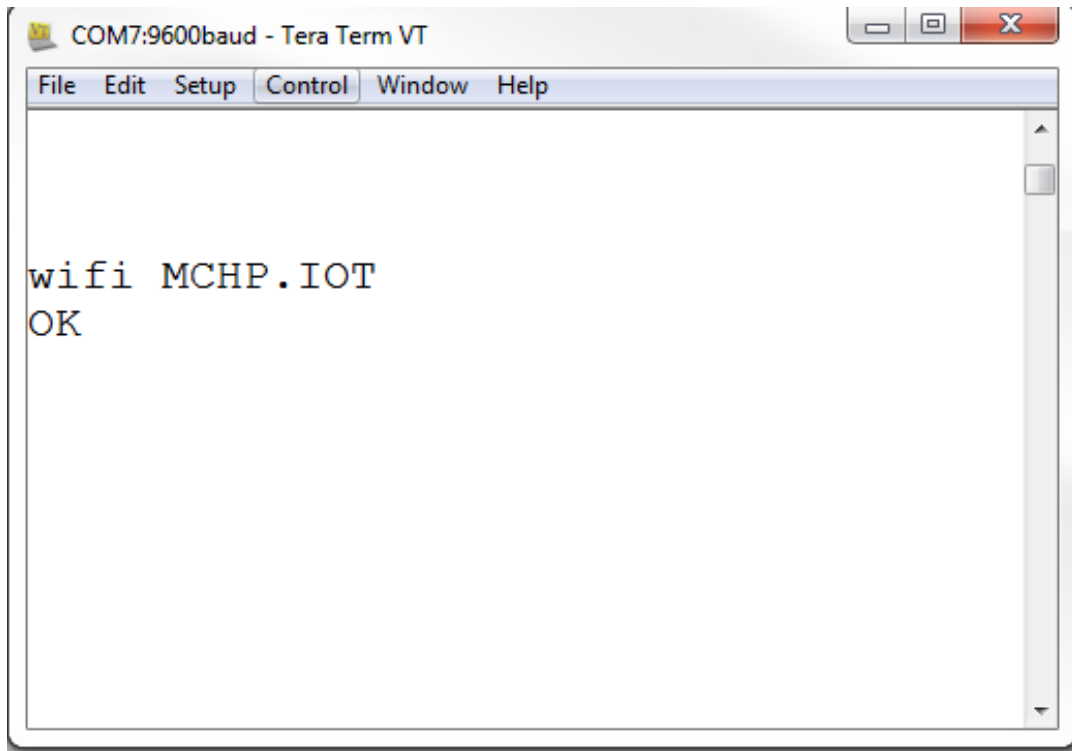 COM7:9600baud - Tera Term VT
File Edit Setup Control Window Help
wifi MCHP.IOT
OK